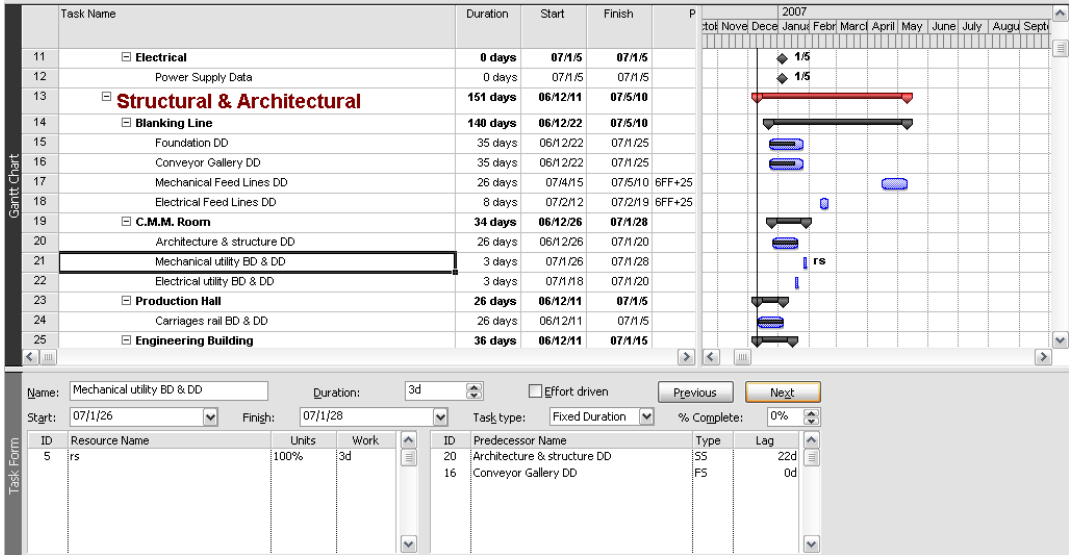 Task Name Duration Start Finish P
2007
ctol Nove Dece Janua Febr Marcl April May June July Augu Septe
11 Electrical 0 days 07/1/5 07/1/5 1/5
12 Power Supply Data 0 days 07/1/5 07/1/5 1/5
13 Structural & Architectural 151 days 06/12/11 07/5/10
14 Blanking Line 140 days 06/12/22 07/5/10
15 Foundation DD 35 days 06/12/22 07/1/25
16 Conveyor Gallery DD 35 days 06/12/22 07/1/25
17 Mechanical Feed Lines DD 26 days 07/4/15 07/5/10 6FF+25
18 Electrical Feed Lines DD 8 days 07/2/12 07/2/19 6FF+25
19 C.M.M. Room 34 days 06/12/26 07/1/28
20 Architecture & structure DD 26 days 06/12/26 07/1/20
21 Mechanical utility BD & DD 3 days 07/1/26 07/1/28 rs
22 Electrical utility BD & DD 3 days 07/1/18 07/1/20
23 Production Hall 26 days 06/12/11 07/1/5
24 Carriages rail BD & DD 26 days 06/12/11 07/1/5
25 Engineering Building 36 days 06/12/11 07/1/15
Gantt Chart
Name: Mechanical utility BD & DD Duration: 3d Effort driven Previous Next
Start: 07/1/26 Finish: 07/1/28 Task type: Fixed Duration % Complete: 0%
ID Resource Name Units Work ID Predecessor Name Type Lag
5 rs 100% 3d 20 Architecture & structure DD SS 22d
16 Conveyor Gallery DD FS 0d
Task Form